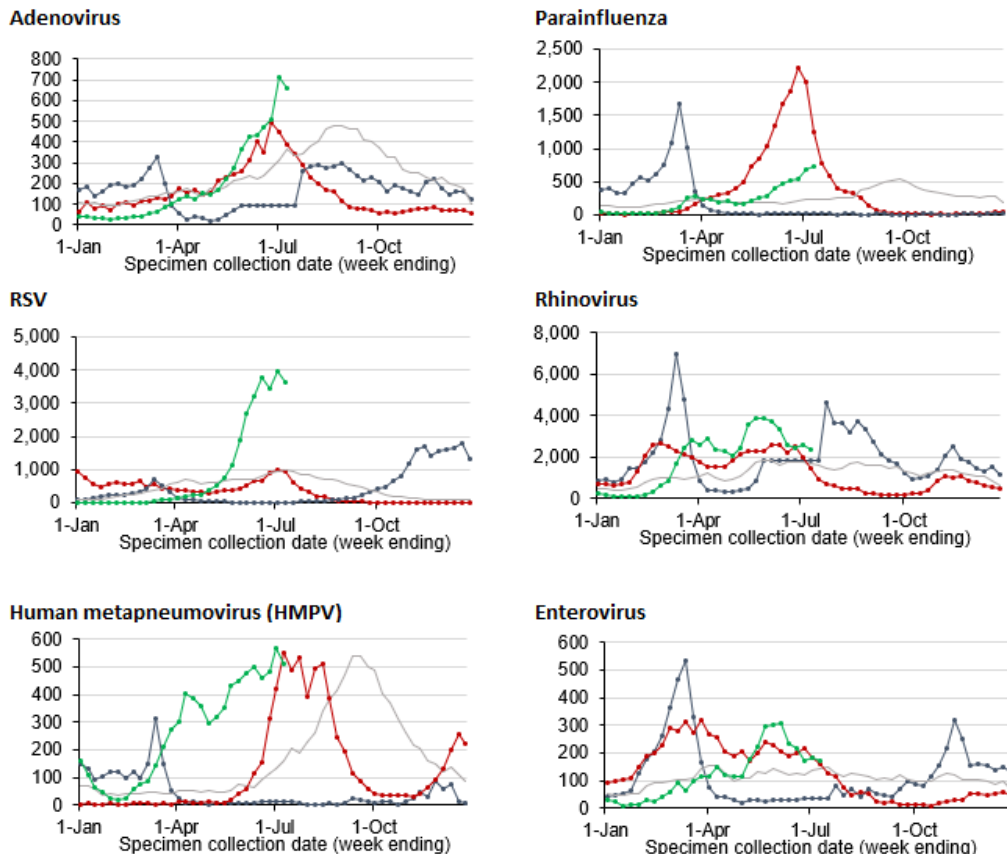 Adenovirus
800
700
600
500
400
300
200
100
0
1-Jan 1-Apr 1-Jul 1-Oct
Specimen collection date (week ending)
Parainfluenza
2,500
2,000
1,500
1,000
500
0
1-Jan 1-Apr 1-Jul 1-Oct
Specimen collection date (week ending)
RSV
5,000
4,000
3,000
2,000
1,000
0
1-Jan 1-Apr 1-Jul 1-Oct
Specimen collection date (week ending)
Rhinovirus
8,000
6,000
4,000
2,000
0
1-Jan 1-Apr 1-Jul 1-Oct
Specimen collection date (week ending)
Human metapneumovirus (HMPV)
600
500
400
300
200
100
0
1-Jan 1-Apr 1-Jul 1-Oct
Specimen collection date (week ending)
Enterovirus
600
500
400
300
200
100
0
1-Jan 1-Apr 1-Jul 1-Oct
Specimen collection date (week ending)